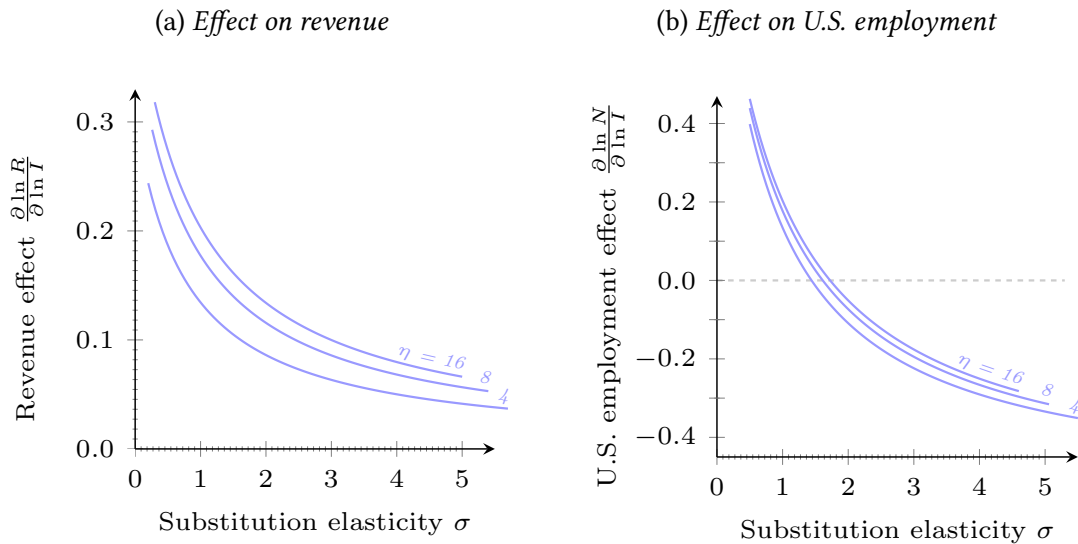 (a) Effect on revenue
Revenue effect ∂ ln R / ∂ ln I
0.3
0.2
0.1
0.0
η = 16
8
4
0 1 2 3 4 5
Substitution elasticity σ
(b) Effect on U.S. employment
U.S. employment effect ∂ ln N / ∂ ln I
0.4
0.2
0.0
−0.2
−0.4
η = 16
8
4
0 1 2 3 4 5
Substitution elasticity σ